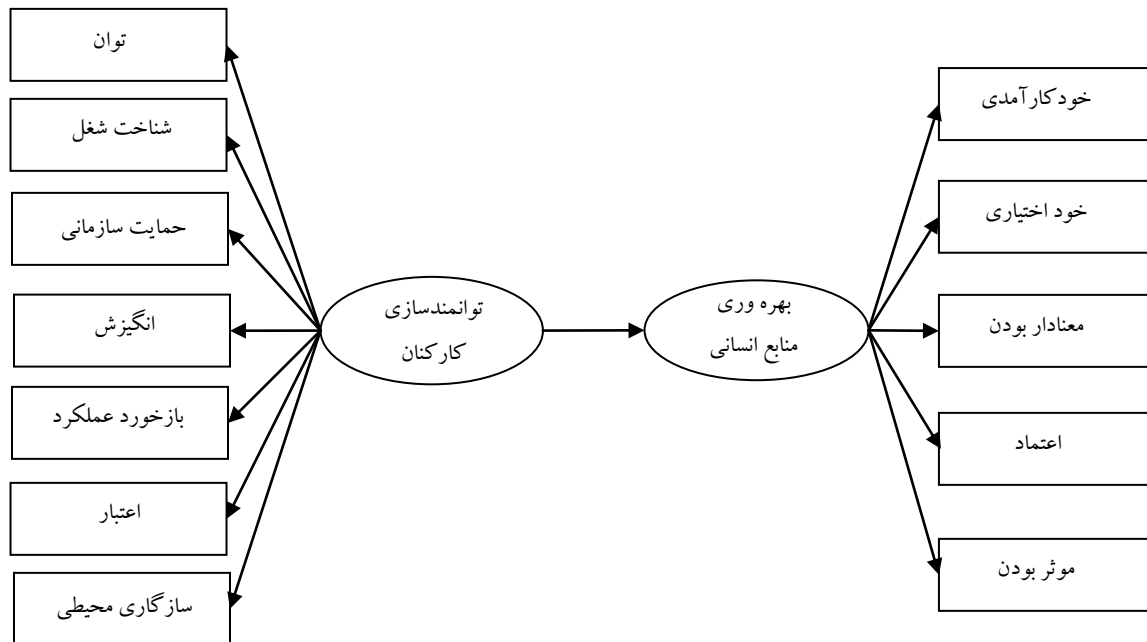 توان
شناخت شغل
حمایت سازمانی
انگیزش
بازخورد عملکرد
اعتبار
سازگاری محیطی
توانمندسازی
کارکنان
بهره وری
منابع انسانی
خودکارآمدی
خود اختیاری
معنادار بودن
اعتماد
موثر بودن